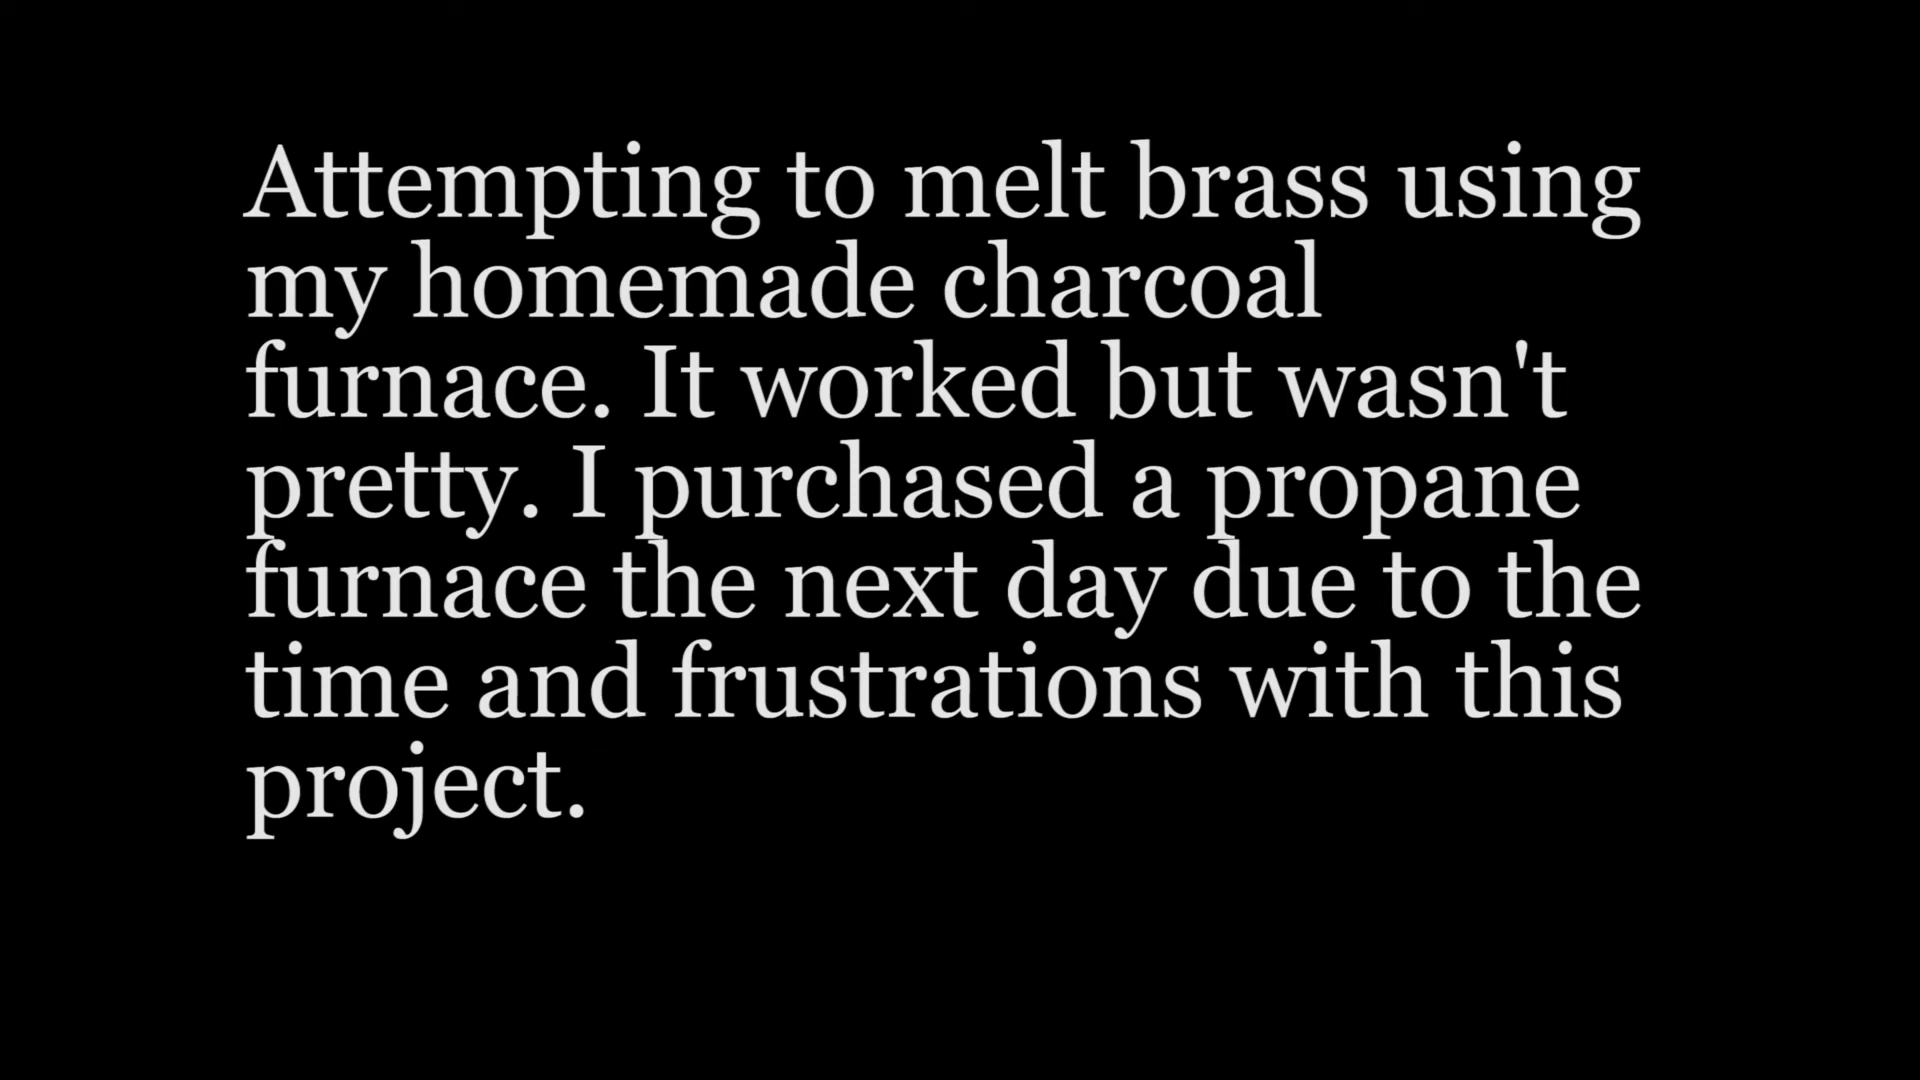 Attempting to melt brass using
my homemade charcoal
furnace. It worked but wasn't
pretty. I purchased a propane
furnace the next day due to the
time and frustrations with this
project.